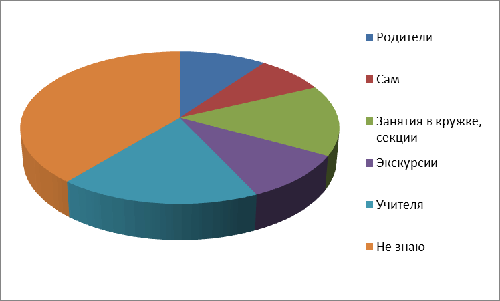 Родители
Сам
Занятия в кружке,
секции
Экскурсии
Учителя
Не знаю